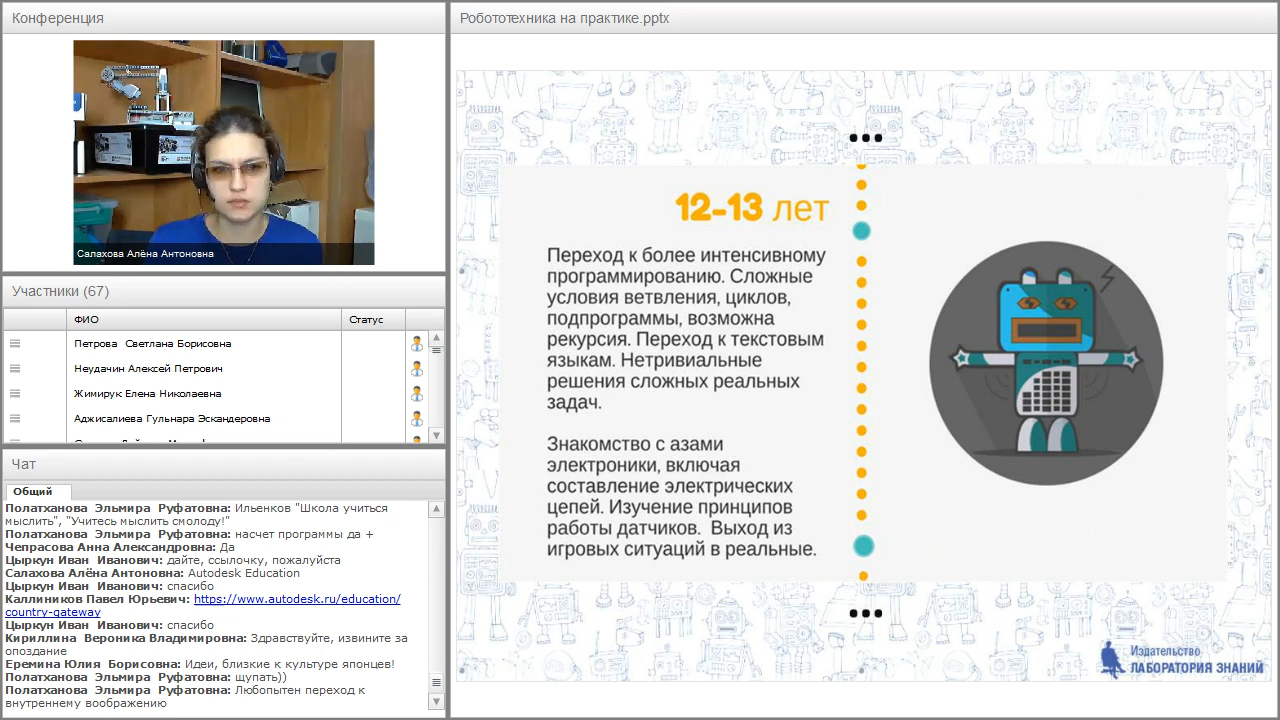 Конференция
Салахова Алёна Антоновна
Участники (67)
ФИО
Статус
Петрова Светлана Борисовна
Неудачин Алексей Петрович
Жимирук Елена Николаевна
Аджисалиева Гульнара Эскандеровна
Чат
Общий
Полатханова Эльмира Руфатовна: Ильенков "Школа учиться
мыслить", "Учитесь мыслить смолоду!"
Полатханова Эльмира Руфатовна: насчет программы да +
Чепрасова Анна Александровна: Да
Цыркун Иван Иванович: дайте, ссылочку, пожалуйста
Салахова Алёна Антоновна: Autodesk Education
Цыркун Иван Иванович: спасибо
Каллиников Павел Юрьевич: https://www.autodesk.ru/education/
country-gateway
Цыркун Иван Иванович: спасибо
Кириллина Вероника Владимировна: Здравствуйте, извините за
опоздание
Еремина Юлия Борисовна: Идеи, близкие к культуре японцев!
Полатханова Эльмира Руфатовна: щупать))
Полатханова Эльмира Руфатовна: Любопытен переход к
внутреннему воображению
Робототехника на практике.pptx
12-13 лет
Переход к более интенсивному
программированию. Сложные
условия ветвления, циклов,
подпрограммы, возможна
рекурсия. Переход к текстовым
языкам. Нетривиальные
решения сложных реальных
задач.
Знакомство с азами
электроники, включая
составление электрических
цепей. Изучение принципов
работы датчиков. Выход из
игровых ситуаций в реальные.
Издательство
ЛАБОРАТОРИЯ ЗНАНИЙ